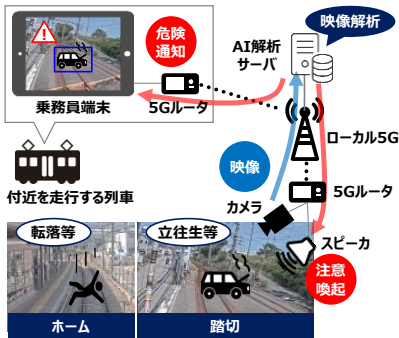 危険
通知
映像解析
AI解析
サーバ
乗務員端末
5Gルータ
ローカル5G
映像
5Gルータ
付近を走行する列車
カメラ
スピーカ
転落等
立往生等
注意
喚起
ホーム
踏切